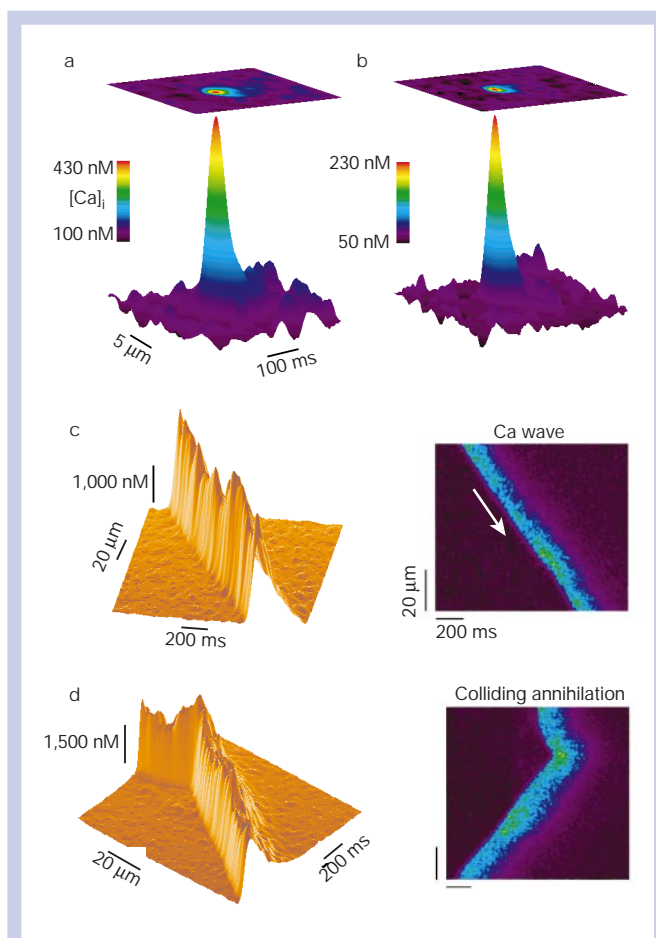 a
b
430 nM
[Ca]i
100 nM
230 nM
50 nM
5 µm
100 ms
c
1,000 nM
20 µm
200 ms
Ca wave
20 µm
200 ms
d
1,500 nM
20 µm
200 ms
Colliding annihilation